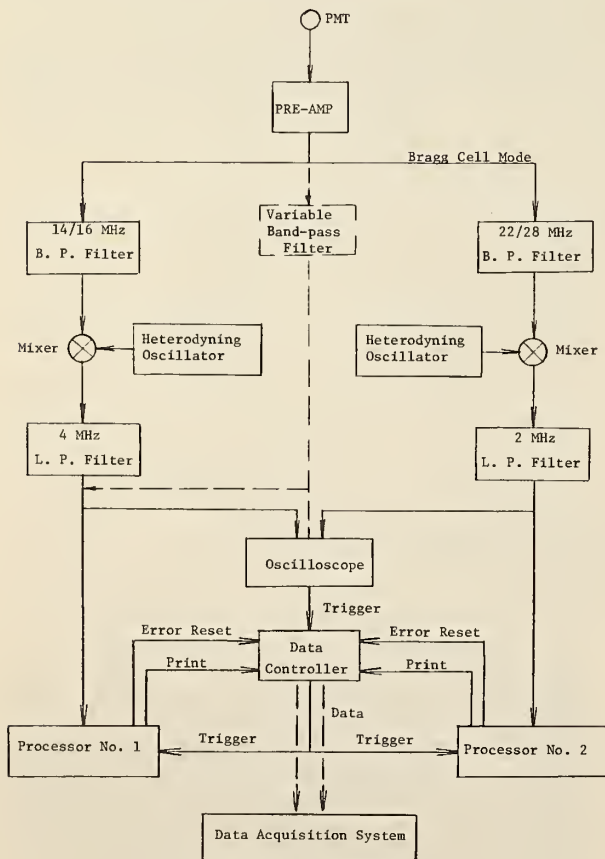 PMT
PRE-AMP
Bragg Cell Mode
14/16 MHz
B. P. Filter
Variable
Band-pass
Filter
22/28 MHz
B. P. Filter
Mixer
Heterodyning
Oscillator
Heterodyning
Oscillator
Mixer
4 MHz
L. P. Filter
2 MHz
L. P. Filter
Oscilloscope
Trigger
Error Reset
Print
Data
Controller
Error Reset
Print
Data
Processor No. 1
Trigger
Trigger
Processor No. 2
Data Acquisition System